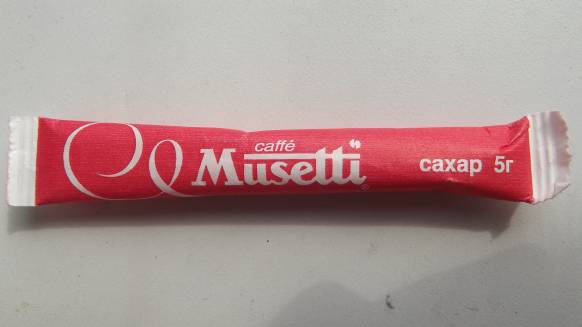 caffé
Musetti
сахар 5г